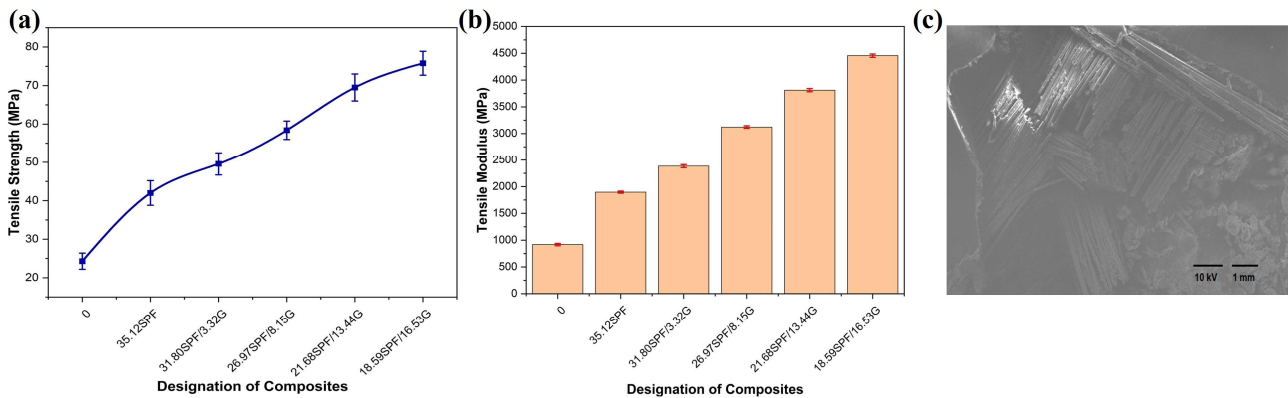 (a)
80
70
60
50
40
30
20
Tensile Strength (MPa)
0
35.12SPF
31.80SPF/3.32G
26.97SPF/8.15G
21.68SPF/13.44G
18.59SPF/16.53G
Designation of Composites
(b)
5000
4500
4000
3500
3000
2500
2000
1500
1000
500
0
Tensile Modulus (MPa)
0
35.12SPF
31.80SPF/3.32G
26.97SPF/8.15G
21.68SPF/13.44G
18.59SPF/16.53G
Designation of Composites
(c)
10 kV 1 mm